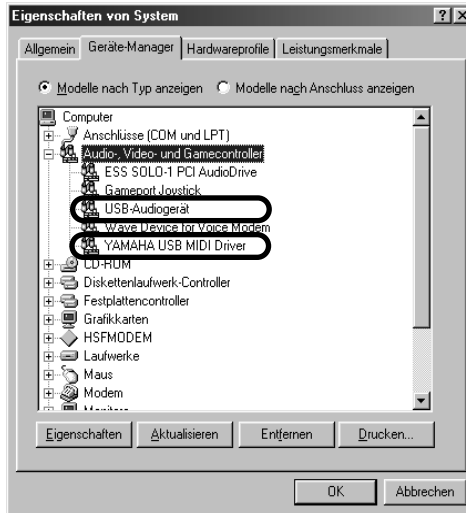 Eigenschaften von System
Allgemein Geräte-Manager Hardwareprofile Leistungsmerkmale
Modelle nach Typ anzeigen Modelle nach Anschluss anzeigen
Computer
Anschlüsse (COM und LPT)
Audio-, Video- und Gamecontroller
ESS SOLO-1 PCI AudioDrive
Gameport Joystick
USB-Audiogerät
Wave Device for Voice Modem
YAMAHA USB MIDI Driver
CD-ROM
Diskettenlaufwerk-Controller
Festplattencontroller
Grafikkarten
HSFMODEM
Laufwerke
Maus
Modem
Eigenschaften Aktualisieren Entfernen Drucken...
OK Abbrechen